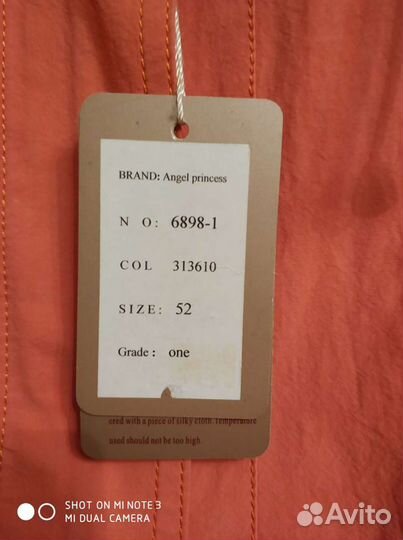 BRAND: Angel princess
N O: 6898-1
COL 313610
SIZE: 52
Grade: one
ered with a piece of silky cloth. Temperature
used should not be too high.
SHOT ON MI NOTE 3
MI DUAL CAMERA
Avito